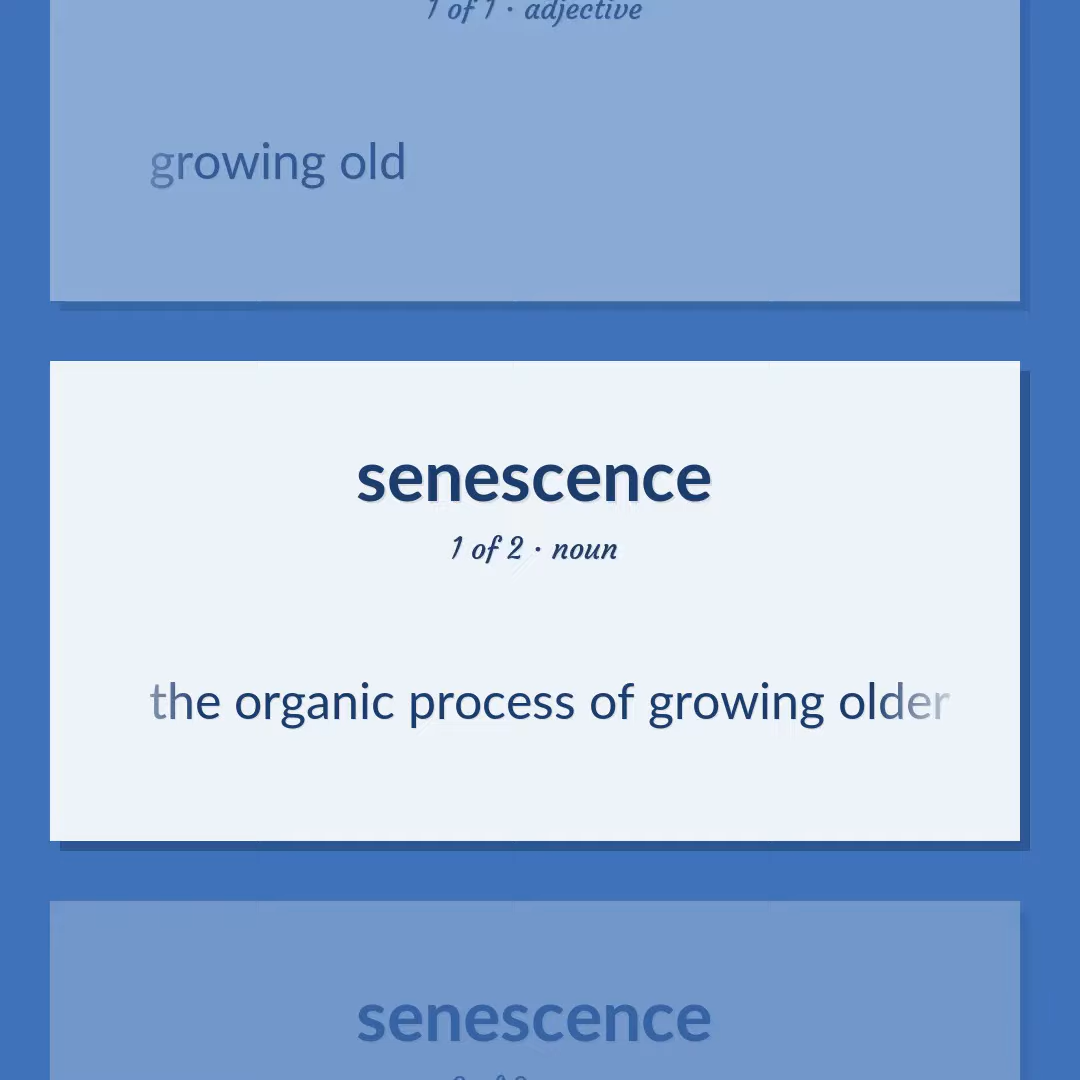 1 of 1 · adjective
growing old
senescence
1 of 2 · noun
the organic process of growing older
senescence